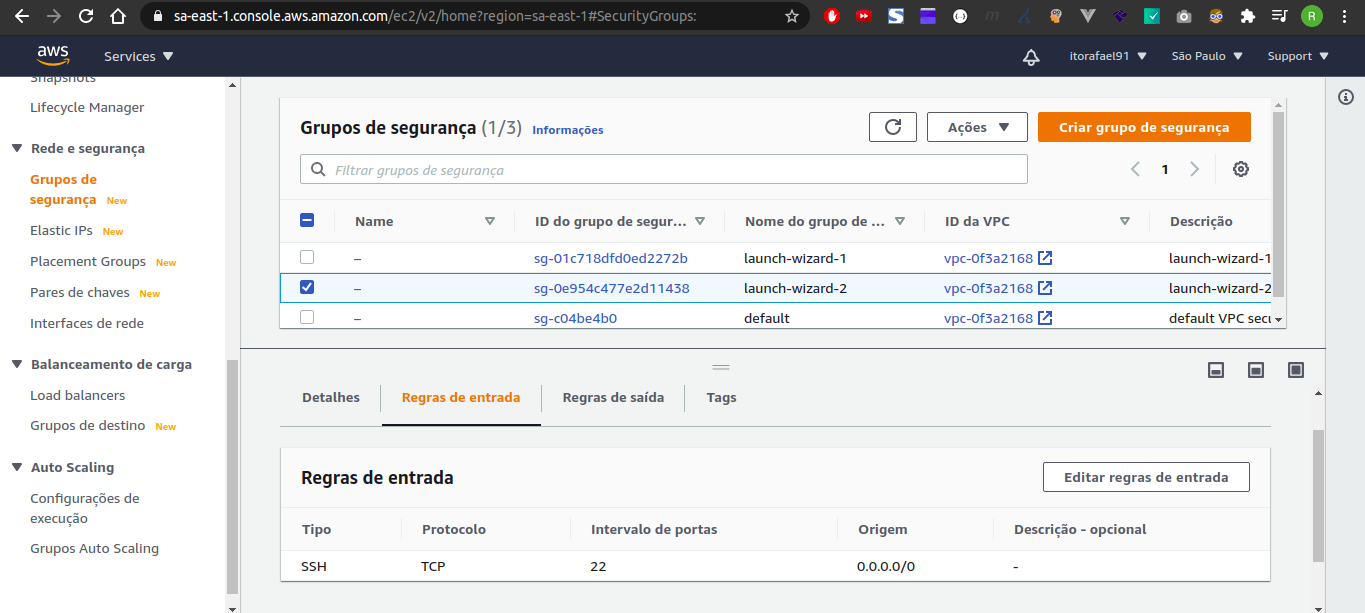 sa-east-1.console.aws.amazon.com/ec2/v2/home?region=sa-east-1#SecurityGroups:
R
aws Services itorafael91 São Paulo Support
Snapshots
Lifecycle Manager
Rede e segurança
Grupos de
segurança New
Elastic IPs New
Placement Groups New
Pares de chaves New
Interfaces de rede
Balanceamento de carga
Load balancers
Grupos de destino New
Auto Scaling
Configurações de
execução
Grupos Auto Scaling
Grupos de segurança (1/3) Informações Ações Criar grupo de segurança
Filtrar grupos de segurança 1
Name ID do grupo de segur... Nome do grupo de ... ID da VPC Descrição
– sg-01c718dfd0ed2272b launch-wizard-1 vpc-0f3a2168 launch-wizard-1
– sg-0e954c477e2d11438 launch-wizard-2 vpc-0f3a2168 launch-wizard-2
– sg-c04be4b0 default vpc-0f3a2168 default VPC secu
Detalhes Regras de entrada Regras de saída Tags
Regras de entrada Editar regras de entrada
Tipo Protocolo Intervalo de portas Origem Descrição - opcional
SSH TCP 22 0.0.0.0/0 -